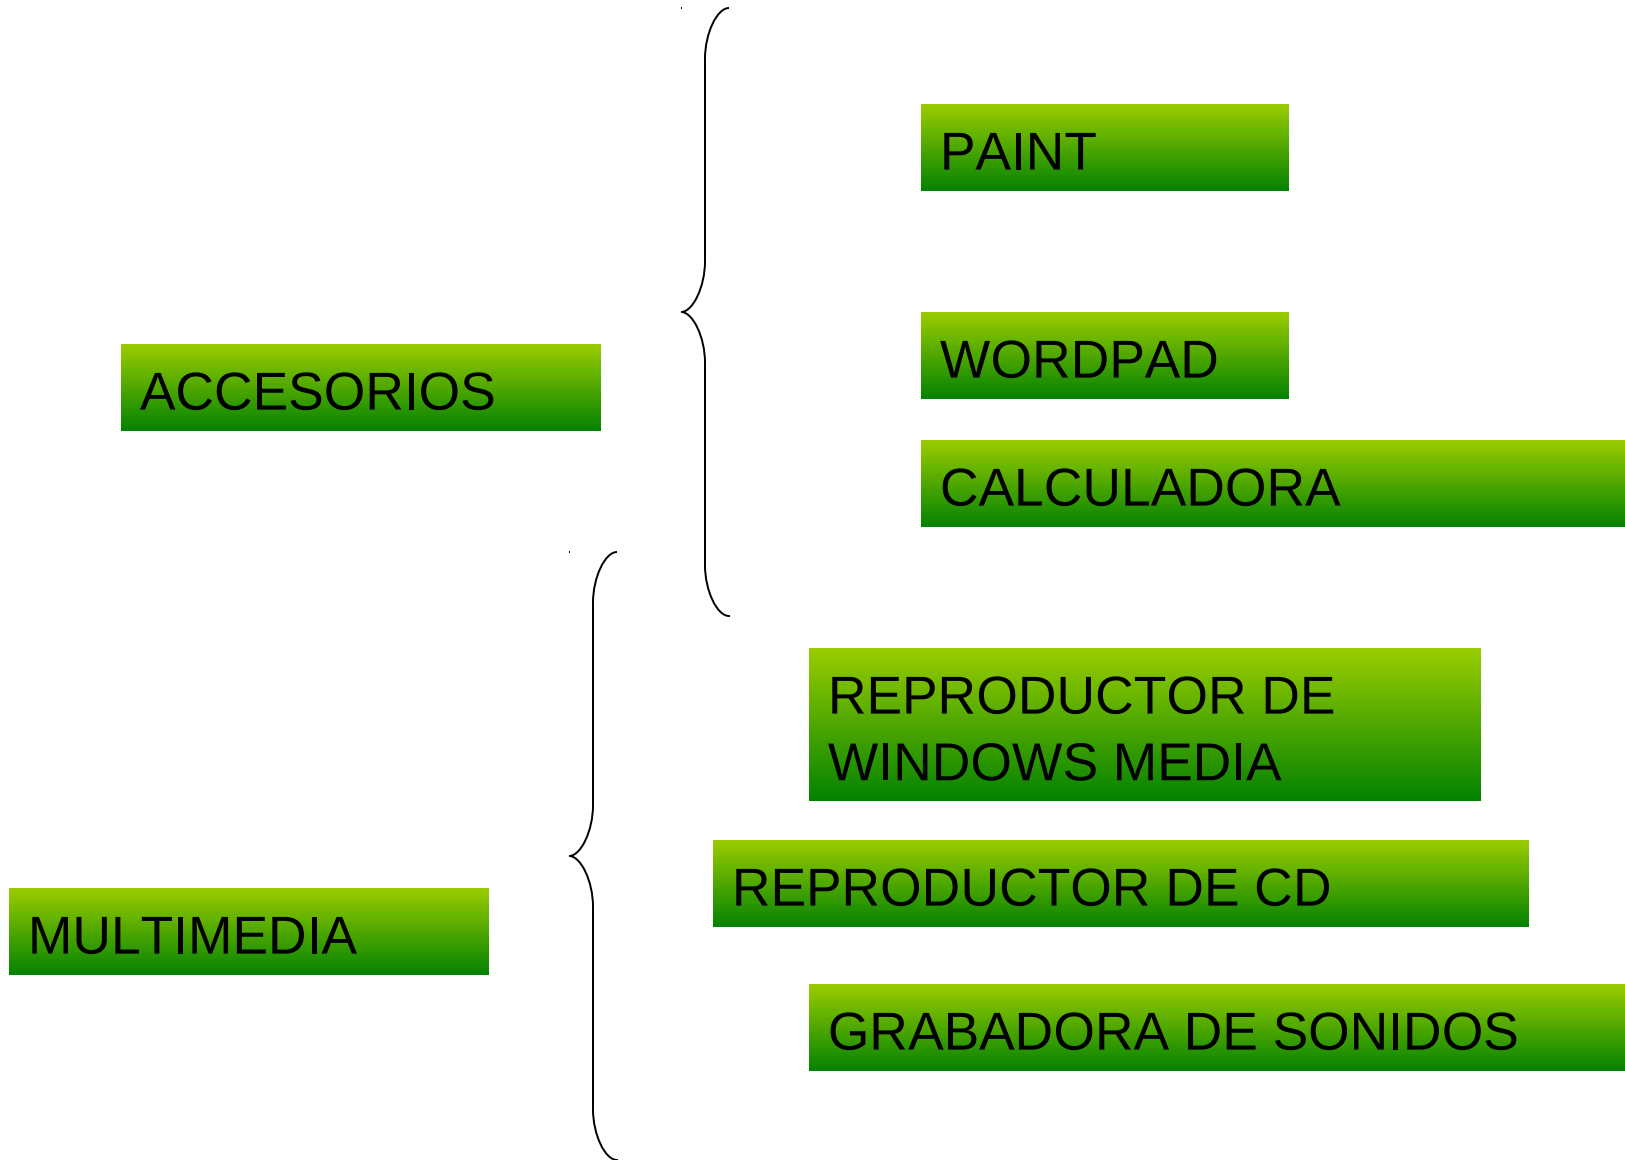 PAINT
WORDPAD
ACCESORIOS
CALCULADORA
REPRODUCTOR DE
WINDOWS MEDIA
REPRODUCTOR DE CD
MULTIMEDIA
GRABADORA DE SONIDOS